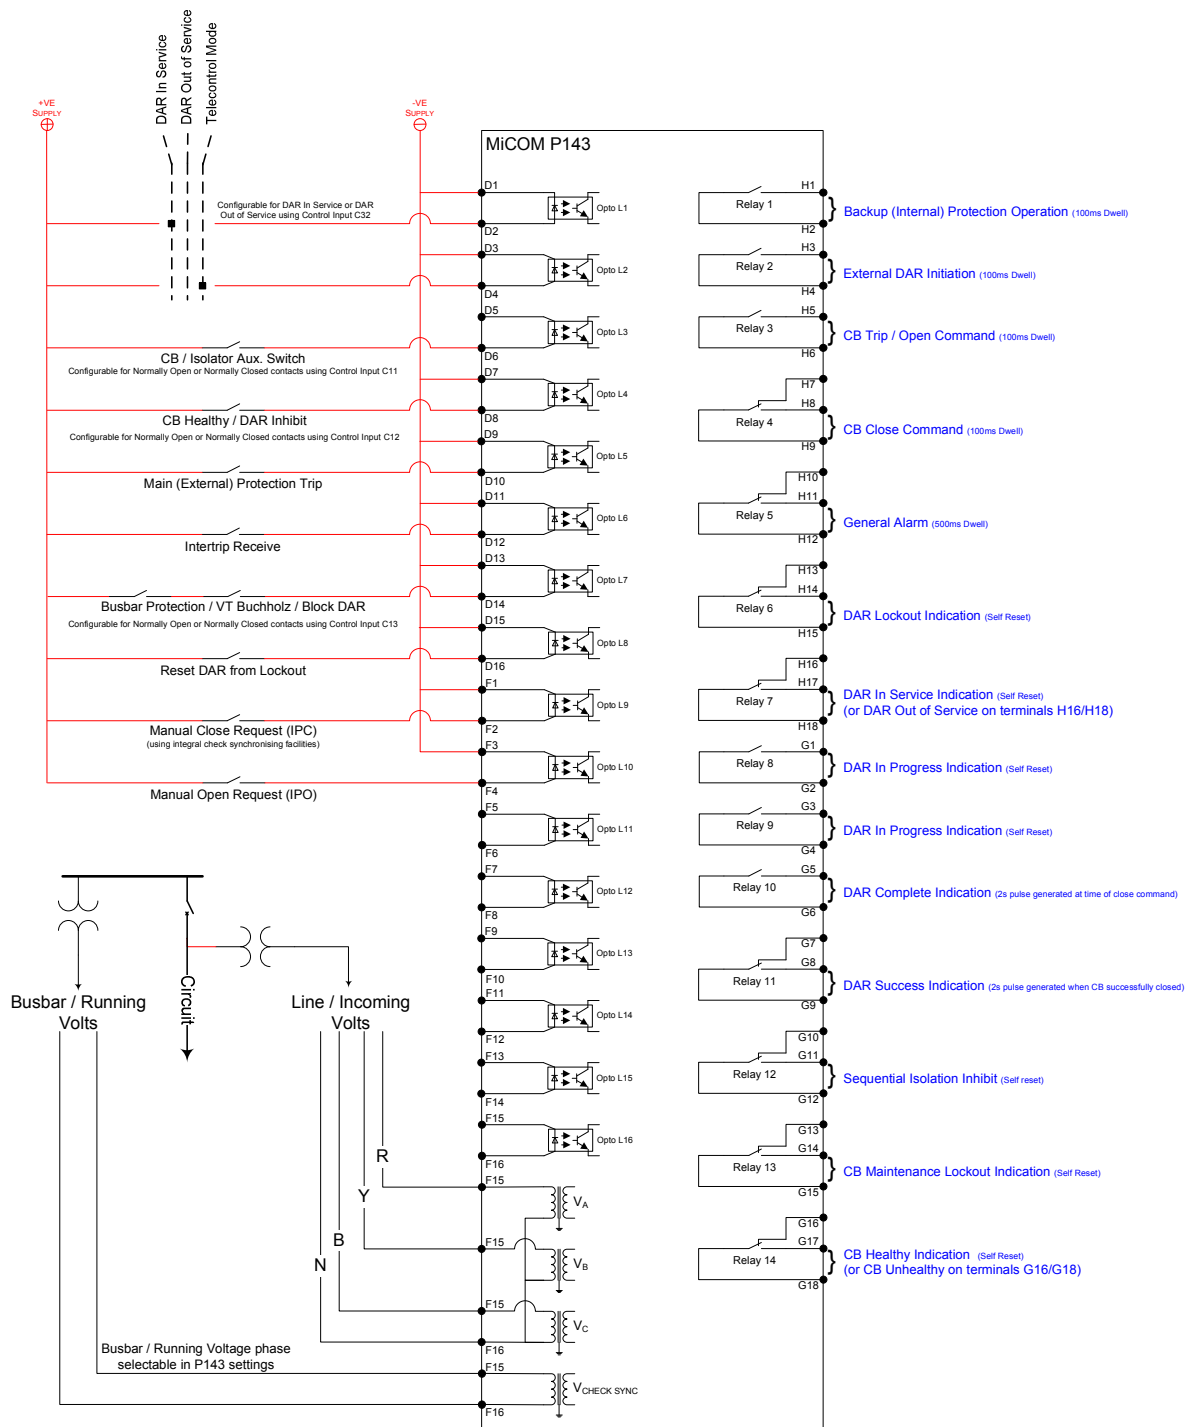 DAR In Service
DAR Out of Service
Telecontrol Mode
+VE
SUPPLY
-VE
SUPPLY
MiCOM P143
Configurable for DAR In Service or DAR
Out of Service using Control Input C32
CB / Isolator Aux. Switch
Configurable for Normally Open or Normally Closed contacts using Control Input C11
CB Healthy / DAR Inhibit
Configurable for Normally Open or Normally Closed contacts using Control Input C12
Main (External) Protection Trip
Intertrip Receive
Busbar Protection / VT Buchholz / Block DAR
Configurable for Normally Open or Normally Closed contacts using Control Input C13
Reset DAR from Lockout
Manual Close Request (IPC)
(using integral check synchronising facilities)
Manual Open Request (IPO)
D1
Opto L1
D2
D3
Opto L2
D4
D5
Opto L3
D6
D7
Opto L4
D8
D9
Opto L5
D10
D11
Opto L6
D12
D13
Opto L7
D14
D15
Opto L8
D16
F1
Opto L9
F2
F3
Opto L10
F4
F5
Opto L11
F6
F7
Opto L12
F8
F9
Opto L13
F10
F11
Opto L14
F12
F13
Opto L15
F14
F15
Opto L16
F16
F15
VA
F15
VB
F15
VC
F16
F15
VCHECK SYNC
F16
H1
Relay 1
H2
Backup (Internal) Protection Operation (100ms Dwell)
H3
Relay 2
H4
External DAR Initiation (100ms Dwell)
H5
Relay 3
H6
CB Trip / Open Command (100ms Dwell)
H7
H8
Relay 4
H9
CB Close Command (100ms Dwell)
H10
H11
Relay 5
H12
General Alarm (500ms Dwell)
H13
H14
Relay 6
H15
DAR Lockout Indication (Self Reset)
H16
H17
Relay 7
H18
DAR In Service Indication (Self Reset)
(or DAR Out of Service on terminals H16/H18)
G1
Relay 8
G2
DAR In Progress Indication (Self Reset)
G3
Relay 9
G4
DAR In Progress Indication (Self Reset)
G5
Relay 10
G6
DAR Complete Indication (2s pulse generated at time of close command)
G7
G8
Relay 11
G9
DAR Success Indication (2s pulse generated when CB successfully closed)
G10
G11
Relay 12
G12
Sequential Isolation Inhibit (Self reset)
G13
G14
Relay 13
G15
CB Maintenance Lockout Indication (Self Reset)
G16
G17
Relay 14
G18
CB Healthy Indication (Self Reset)
(or CB Unhealthy on terminals G16/G18)
Busbar / Running
Volts
Circuit
Line / Incoming
Volts
R
Y
B
N
Busbar / Running Voltage phase
selectable in P143 settings